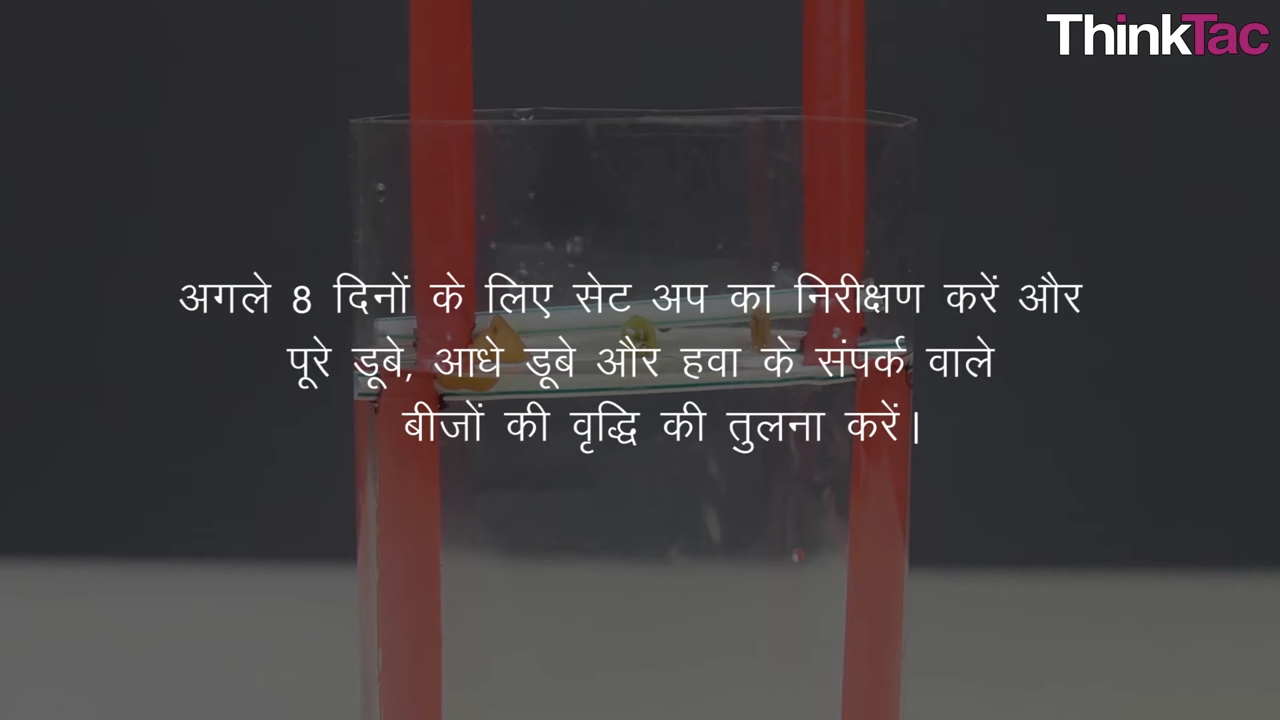 ThinkTac
अगले 8 दिनों के लिए सेट अप का निरीक्षण करें और
पूरे डूबे, आधे डूबे और हवा के संपर्क वाले
बीजों की वृद्धि की तुलना करें।